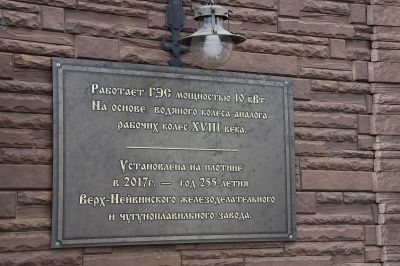 Работает ГЭС мощностью 10 кВт.
На основе водяного колеса-аналога
рабочих колес XVIII века.
Установлена на плотине
в 2017г. — год 255-летия
Верх-Нейвинского железоделательного
и чугуноплавильного завода.